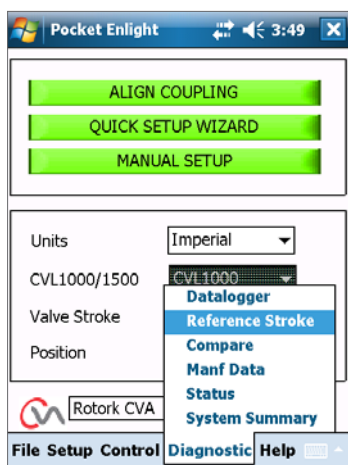 Pocket Enlight 3:49
ALIGN COUPLING
QUICK SETUP WIZARD
MANUAL SETUP
Units Imperial
CVL1000/1500 CVL1000
Valve Stroke
Position
Datalogger
Reference Stroke
Compare
Manf Data
Status
System Summary
Rotork CVA
File Setup Control Diagnostic Help